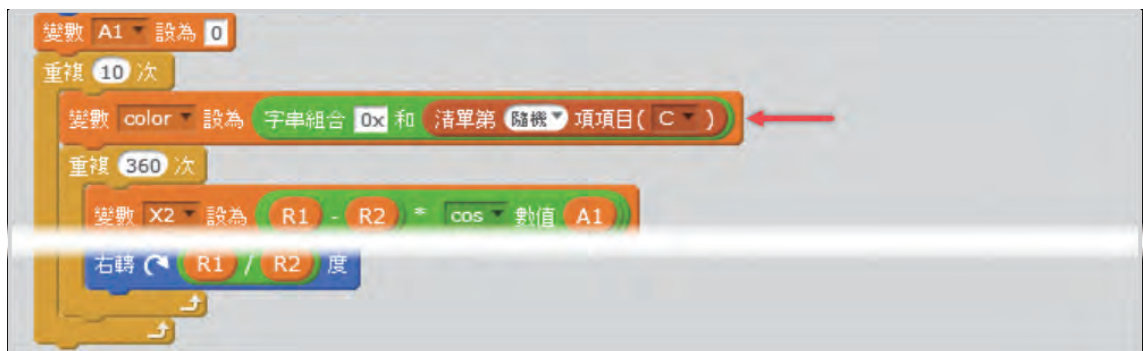 變數 A1 設為 0
重複 10 次
變數 color 設為 字串組合 0x 和 清單第 隨機 項項目( C )
重複 360 次
變數 X2 設為 R1 - R2 * cos 數值 A1
右轉 R1 / R2 度